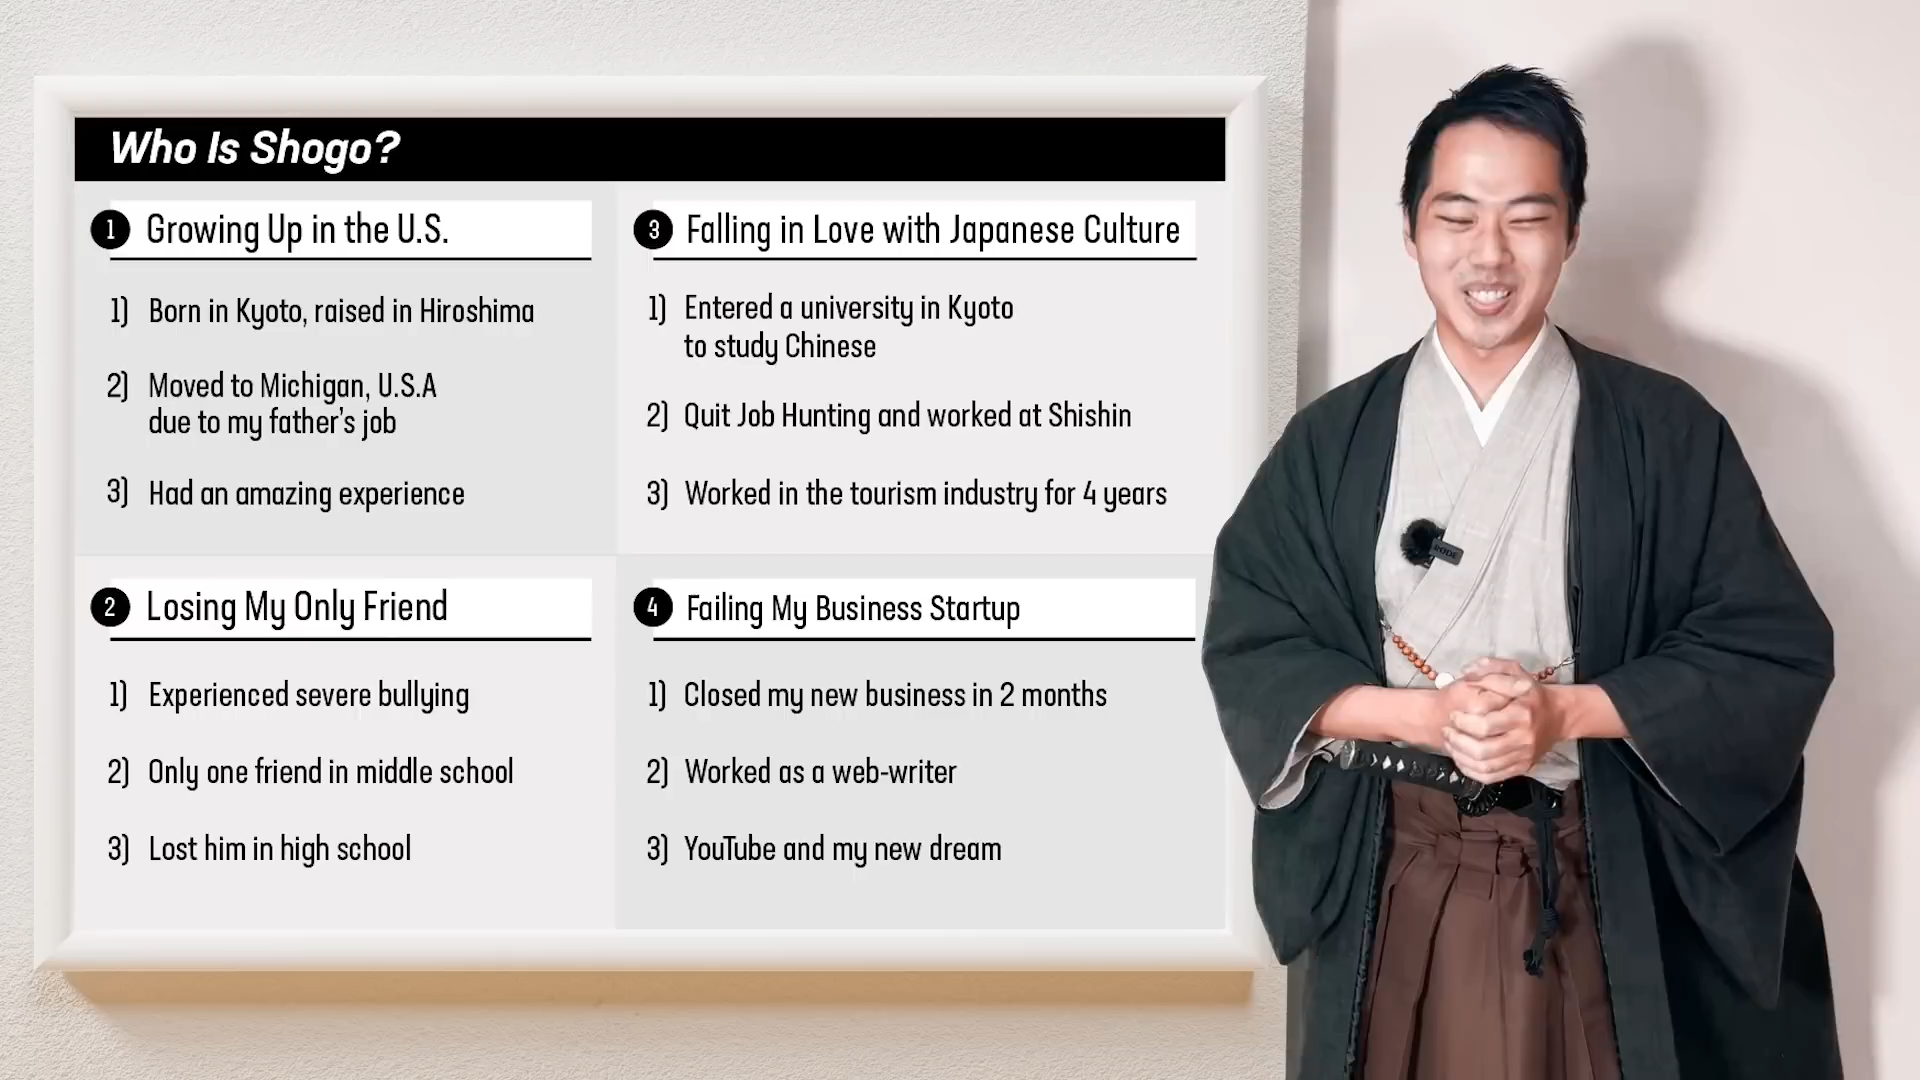 Who Is Shogo?
1 Growing Up in the U.S.
1) Born in Kyoto, raised in Hiroshima
2) Moved to Michigan, U.S.A
due to my father's job
3) Had an amazing experience
2 Losing My Only Friend
1) Experienced severe bullying
2) Only one friend in middle school
3) Lost him in high school
3 Falling in Love with Japanese Culture
1) Entered a university in Kyoto
to study Chinese
2) Quit Job Hunting and worked at Shishin
3) Worked in the tourism industry for 4 years
4 Failing My Business Startup
1) Closed my new business in 2 months
2) Worked as a web-writer
3) YouTube and my new dream
RODE